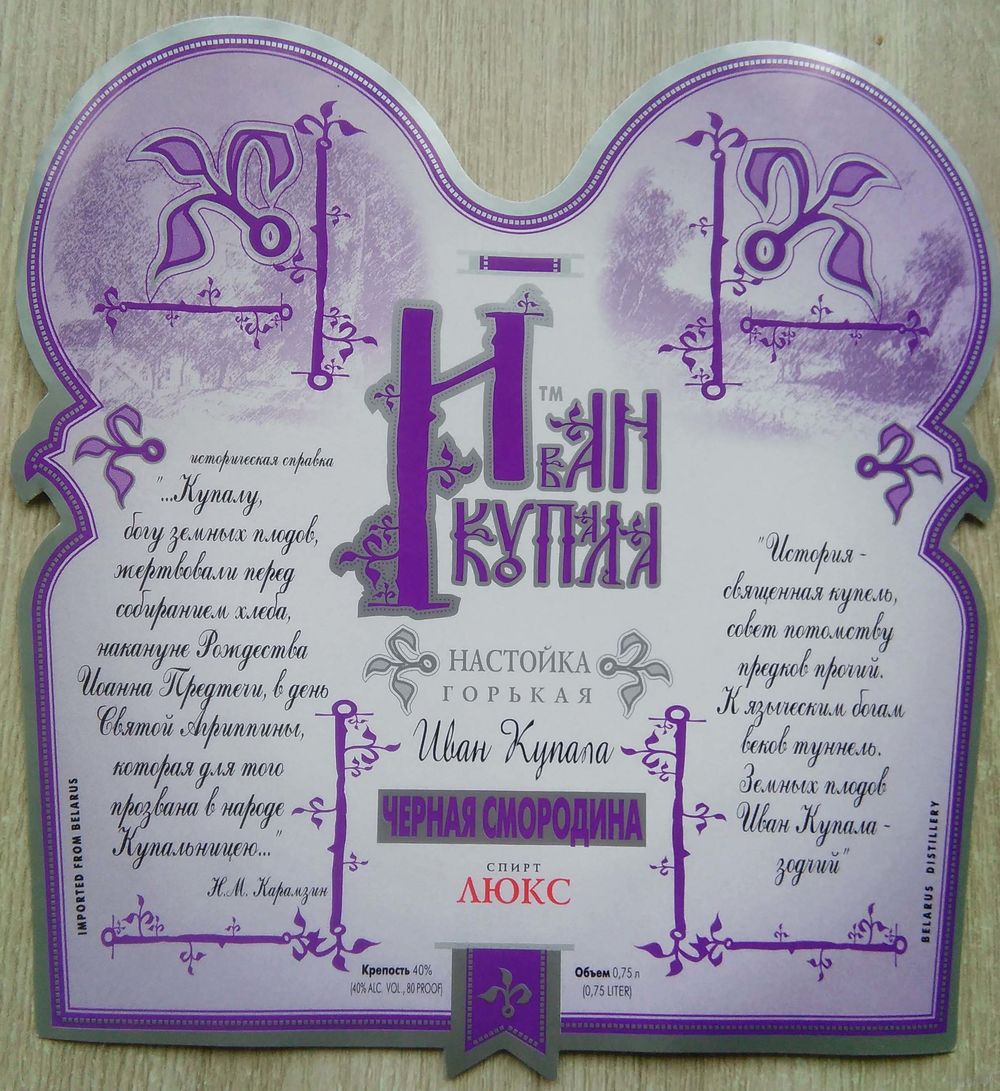 TM
Иван
Купала
историческая справка
"...Купалу,
богу земных плодов,
жертвовали перед
собиранием хлеба,
накануне Рождества
Иоанна Предтечи, в день
Святой Агриппины,
которая для того
прозвана в народе
Купальницею..."
Н.М. Карамзин
"История -
священная купель,
совет потомству
предков прочий.
К языческим богам
веков туннель.
Земных плодов
Иван Купала -
зодчий"
НАСТОЙКА
ГОРЬКАЯ
Иван Купала
ЧЕРНАЯ СМОРОДИНА
СПИРТ
ЛЮКС
IMPORTED FROM BELARUS
BELARUS DISTILLERY
Крепость 40%
(40% ALC. VOL., 80 PROOF)
Объем 0,75 л
(0,75 LITER)